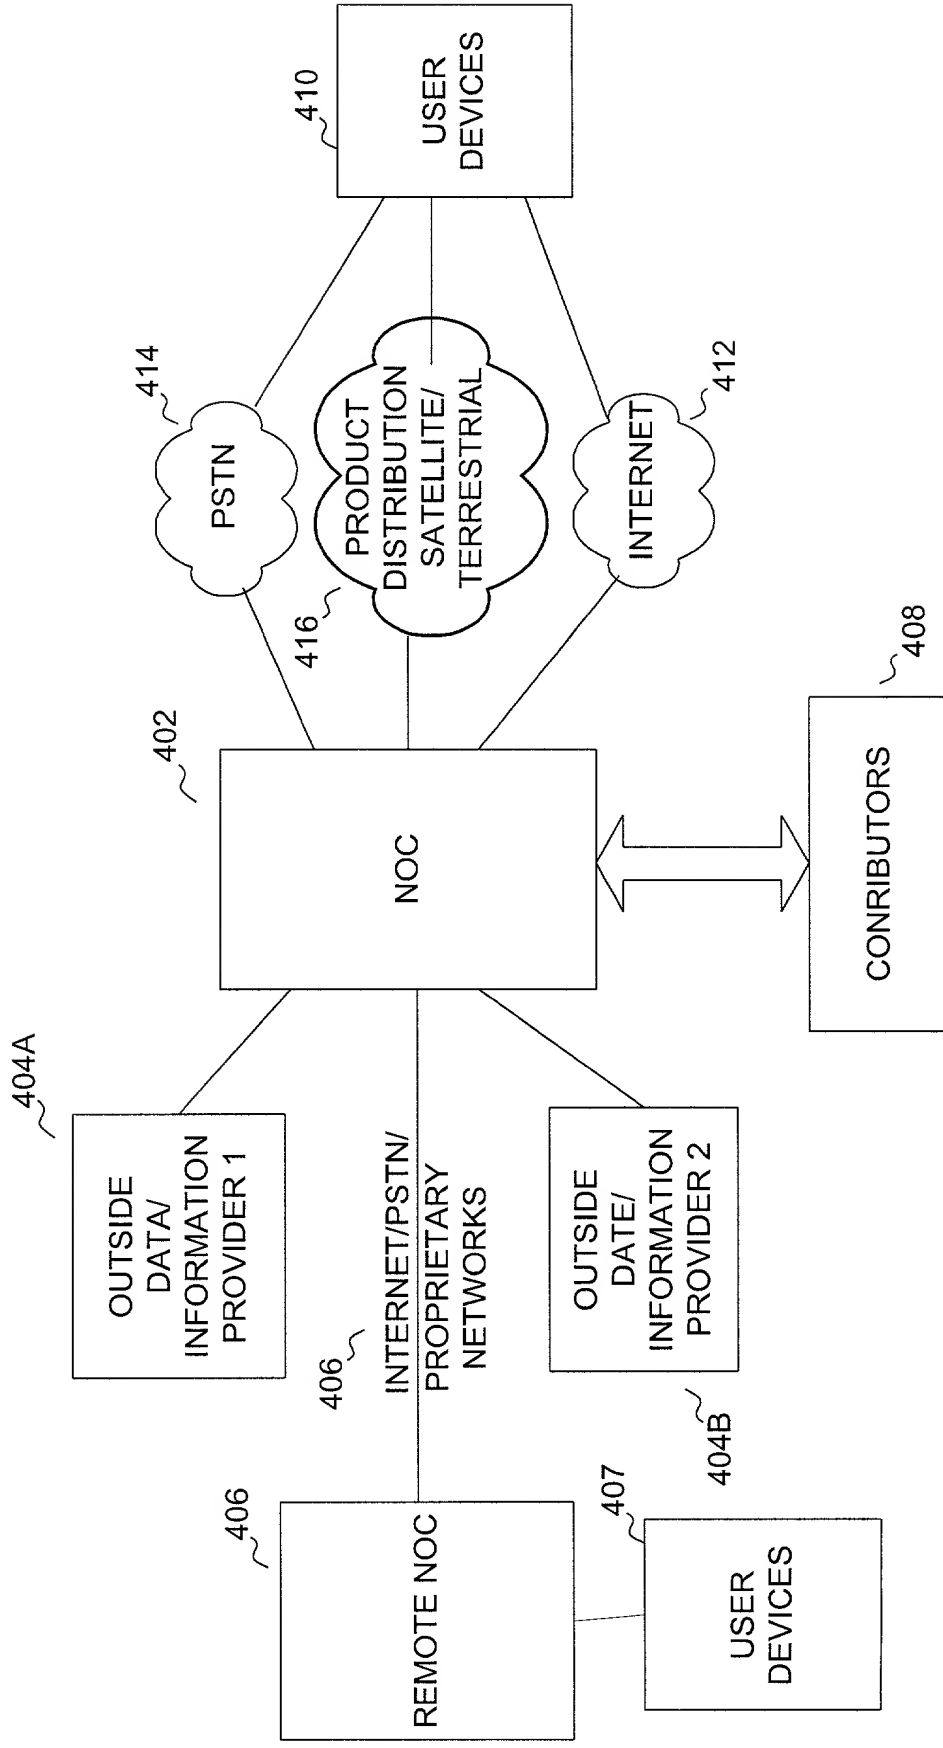 404A
OUTSIDE
DATA/
INFORMATION
PROVIDER 1
406
REMOTE NOC
407
USER
DEVICES
406
INTERNET/PSTN/
PROPRIETARY
NETWORKS
OUTSIDE
DATE/
INFORMATION
PROVIDER 2
404B
402
NOC
CONRIBUTORS
408
414
PSTN
416
PRODUCT
DISTRIBUTION
SATELLITE/
TERRESTRIAL
INTERNET
412
410
USER
DEVICES